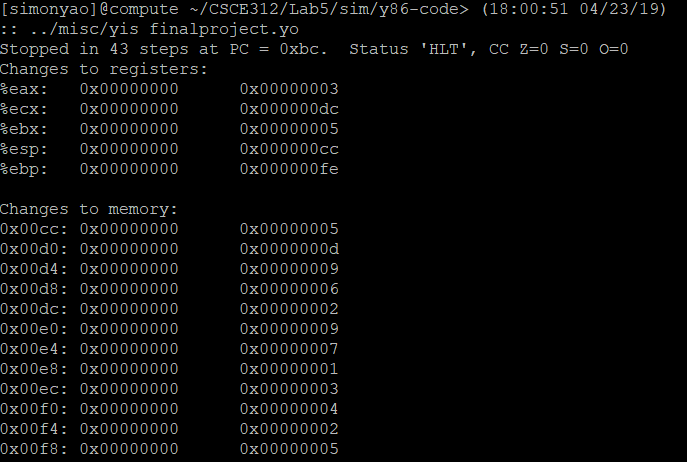 [simonyao]@compute ~/CSCE312/Lab5/sim/y86-code> (18:00:51 04/23/19)
:: ../misc/yis finalproject.yo
Stopped in 43 steps at PC = 0xbc.  Status 'HLT', CC Z=0 S=0 O=0
Changes to registers:
%eax:   0x00000000      0x00000003
%ecx:   0x00000000      0x000000dc
%ebx:   0x00000000      0x00000005
%esp:   0x00000000      0x000000cc
%ebp:   0x00000000      0x000000fe

Changes to memory:
0x00cc: 0x00000000      0x00000005
0x00d0: 0x00000000      0x0000000d
0x00d4: 0x00000000      0x00000009
0x00d8: 0x00000000      0x00000006
0x00dc: 0x00000000      0x00000002
0x00e0: 0x00000000      0x00000009
0x00e4: 0x00000000      0x00000007
0x00e8: 0x00000000      0x00000001
0x00ec: 0x00000000      0x00000003
0x00f0: 0x00000000      0x00000004
0x00f4: 0x00000000      0x00000002
0x00f8: 0x00000000      0x00000005